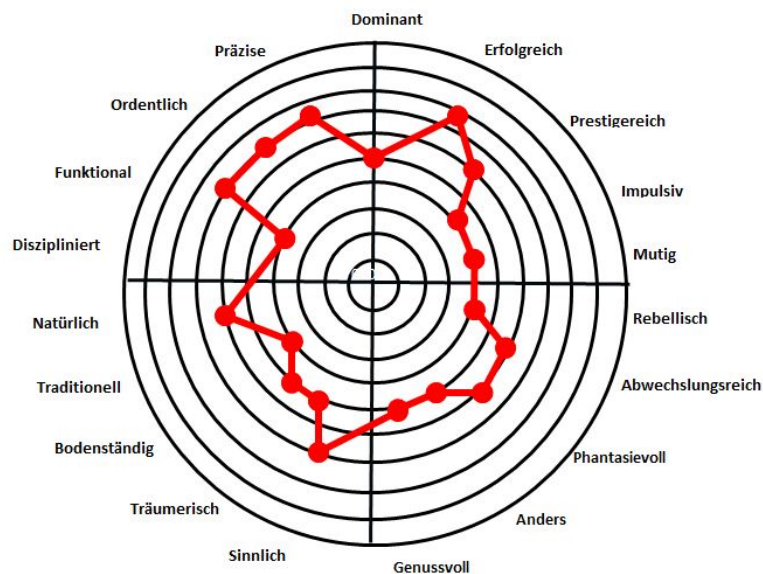 Dominant
Erfolgreich
Prestigereich
Impulsiv
Mutig
Rebellisch
Abwechslungsreich
Phantasievoll
Anders
Genussvoll
Sinnlich
Träumerisch
Bodenständig
Traditionell
Natürlich
Diszipliniert
Funktional
Ordentlich
Präzise